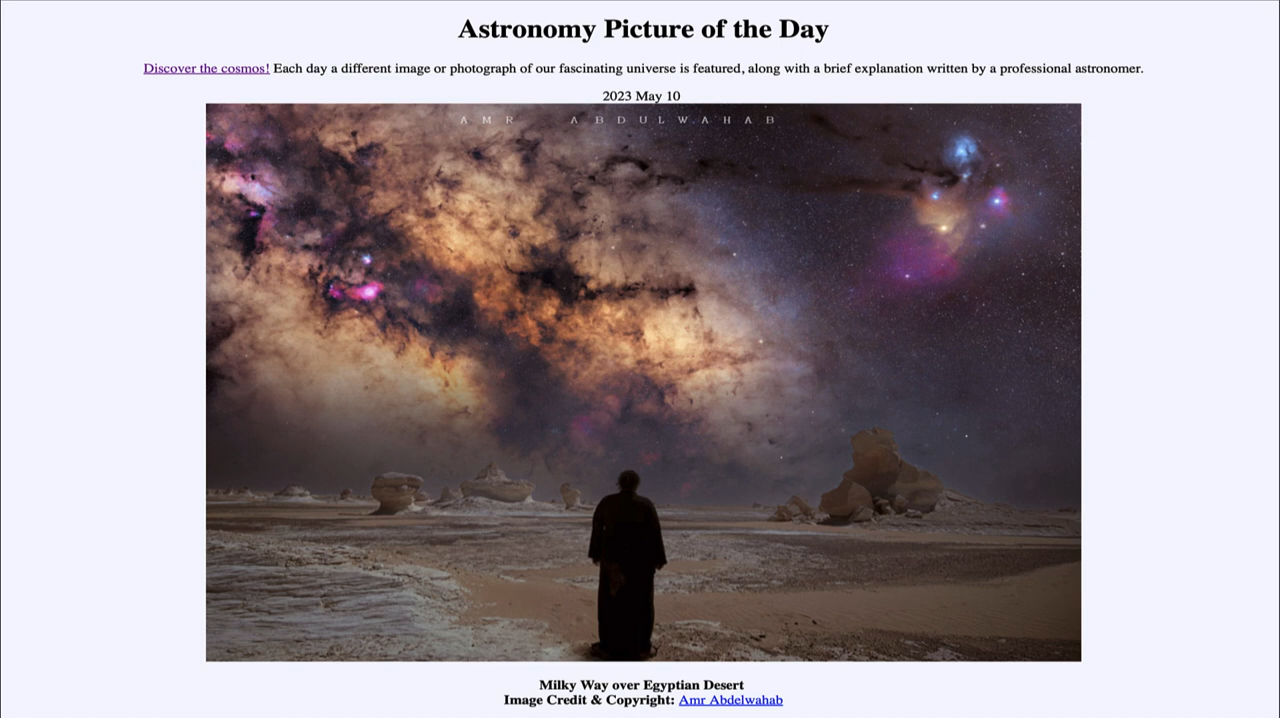 Astronomy Picture of the Day
Discover the cosmos! Each day a different image or photograph of our fascinating universe is featured, along with a brief explanation written by a professional astronomer.
2023 May 10
AMR ABDULWAHAB
Milky Way over Egyptian Desert
Image Credit & Copyright: Amr Abdelwahab